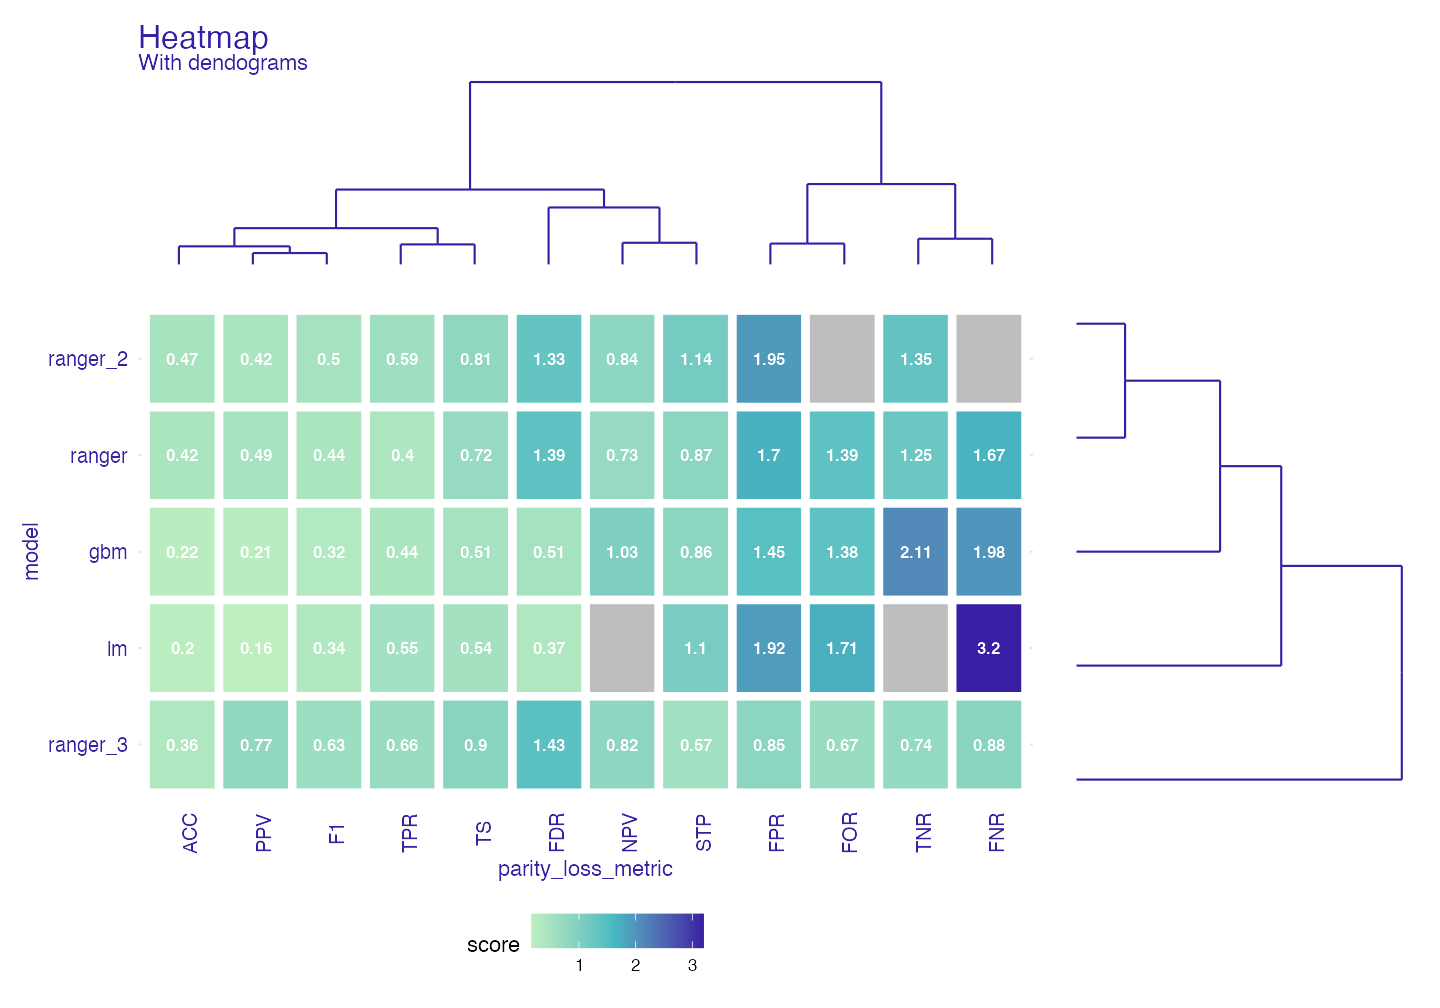 Heatmap
With dendograms
ranger_2 0.47 0.42 0.5 0.59 0.81 1.33 0.84 1.14 1.95 1.35
ranger 0.42 0.49 0.44 0.4 0.72 1.39 0.73 0.87 1.7 1.39 1.25 1.67
gbm 0.22 0.21 0.32 0.44 0.51 0.51 1.03 0.86 1.45 1.38 2.11 1.98
lm 0.2 0.16 0.34 0.55 0.54 0.37 1.1 1.92 1.71 3.2
ranger_3 0.36 0.77 0.63 0.66 0.9 1.43 0.82 0.57 0.85 0.67 0.74 0.88
model
ACC PPV F1 TPR TS FDR NPV STP FPR FOR TNR FNR
parity_loss_metric
score
1 2 3